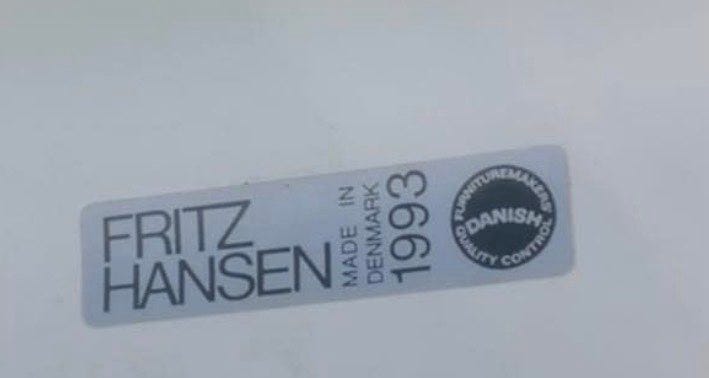 FRITZ
HANSEN
MADE IN
DENMARK
1993
FURNITUREMAKERS
DANISH
QUALITY CONTROL